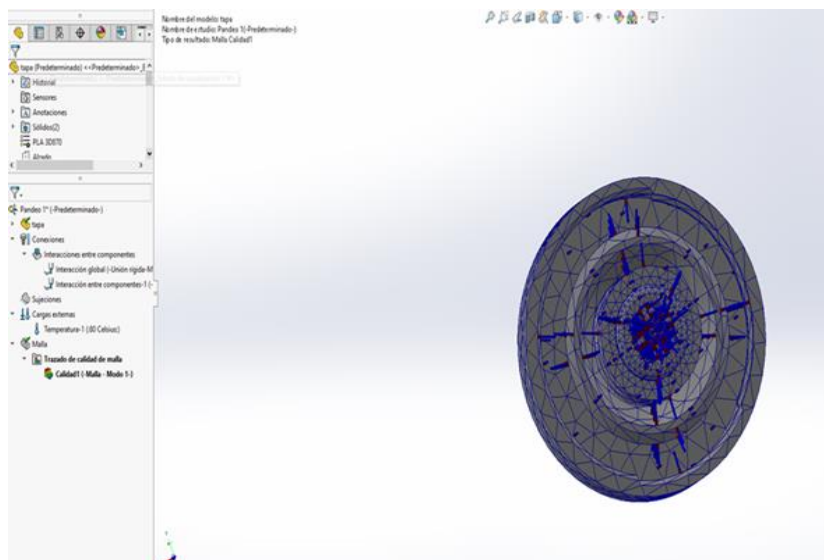 Nombre del modelo: tapa
Nombre de estudio: Pandeo 1(-Predeterminado-)
Tipo de resultado: Malla Calidad1
tapa (Predeterminado) <<Predeterminado>_E
Historial
Sensores
Anotaciones
Sólidos(2)
PLA 3D870
Alzado
Pandeo 1* (-Predeterminado-)
tapa
Conexiones
Interacciones entre componentes
Interacción global (-Unión rígida-M
Interacción entre componentes-1 (-
Sujeciones
Cargas externas
Temperatura-1 (:80 Celsius:)
Malla
Trazado de calidad de malla
Calidad1 (-Malla - Modo 1-)